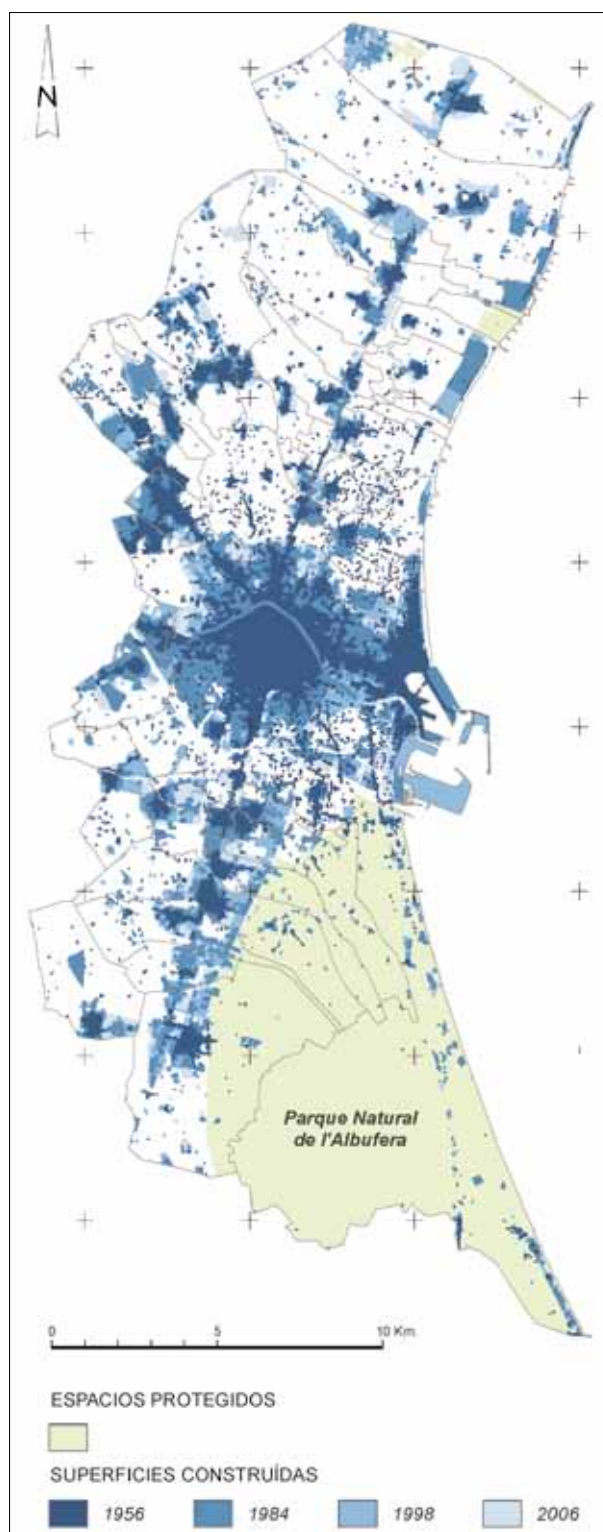 N
Parque Natural
de l'Albufera
0 5 10 Km.
ESPACIOS PROTEGIDOS
SUPERFICIES CONSTRUÍDAS
1956 1984 1998 2006